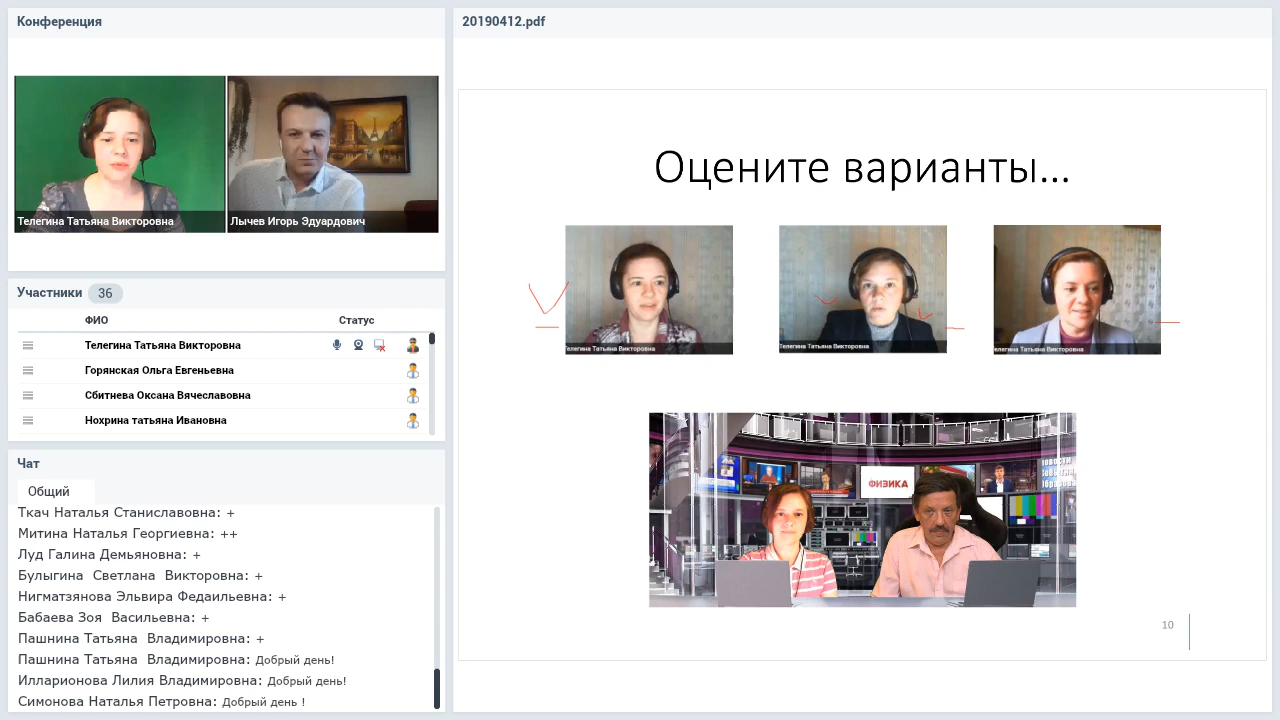 Конференция
Телегина Татьяна Викторовна
Лычев Игорь Эдуардович
Участники 36
ФИО Статус
Телегина Татьяна Викторовна
Горянская Ольга Евгеньевна
Сбитнева Оксана Вячеславовна
Нохрина татьяна Ивановна
Чат
Общий
Ткач Наталья Станиславовна: +
Митина Наталья Георгиевна: ++
Луд Галина Демьяновна: +
Булыгина Светлана Викторовна: +
Нигматзянова Эльвира Федаильевна: +
Бабаева Зоя Васильевна: +
Пашнина Татьяна Владимировна: +
Пашнина Татьяна Владимировна: Добрый день!
Илларионова Лилия Владимировна: Добрый день!
Симонова Наталья Петровна: Добрый день !
20190412.pdf
Оцените варианты...
Телегина Татьяна Викторовна
Телегина Татьяна Викторовна
Телегина Татьяна Викторовна
ФИЗИКА
10